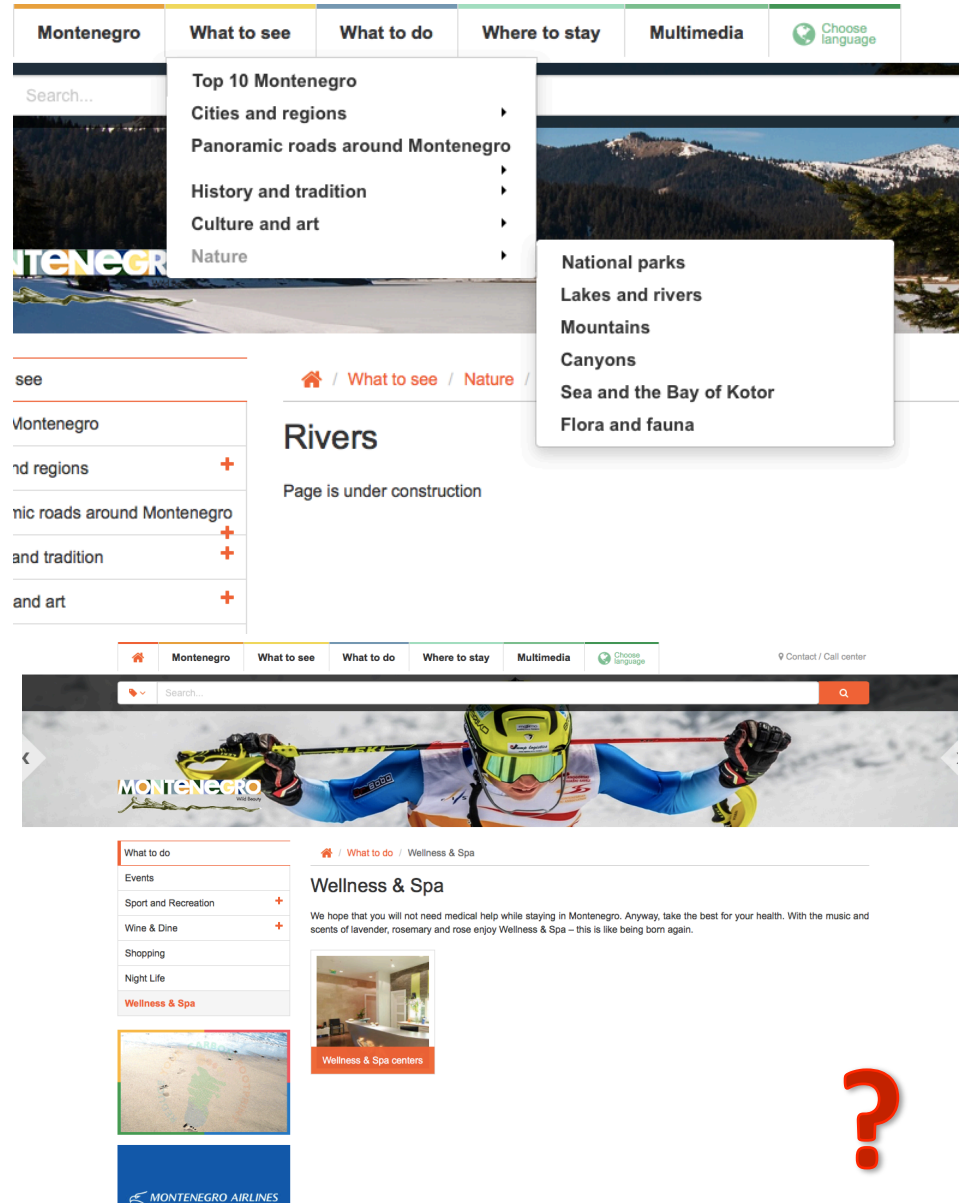 Montenegro
What to see
What to do
Where to stay
Multimedia
Choose
language
Search...
Top 10 Montenegro
Cities and regions
Panoramic roads around Montenegro
History and tradition
Culture and art
Nature
National parks
Lakes and rivers
Mountains
Canyons
Sea and the Bay of Kotor
Flora and fauna
NTENEGR
see
Montenegro
nd regions
mic roads around Montenegro
and tradition
and art
/ What to see / Nature /
Rivers
Page is under construction
Montenegro
What to see
What to do
Where to stay
Multimedia
Choose
language
Contact / Call center
Search...
LEKI
MONTENEGRO
Wild Beauty
What to do
Events
Sport and Recreation
Wine & Dine
Shopping
Night Life
Wellness & Spa
/ What to do / Wellness & Spa
Wellness & Spa
We hope that you will not need medical help while staying in Montenegro. Anyway, take the best for your health. With the music and
scents of lavender, rosemary and rose enjoy Wellness & Spa – this is like being born again.
Wellness & Spa centers
MONTENEGRO AIRLINES
?